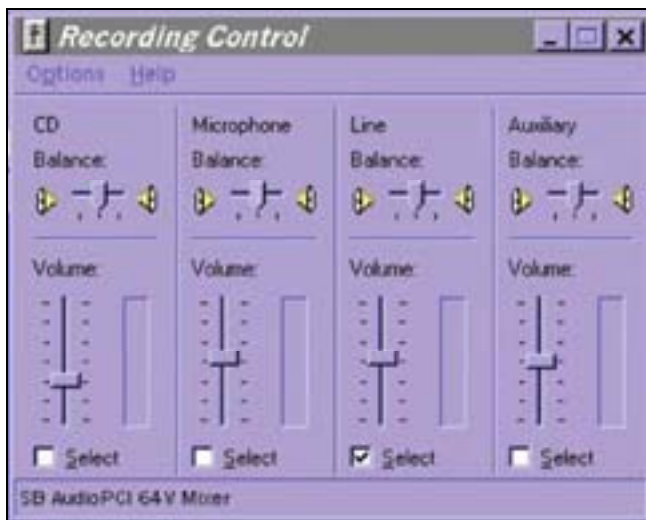 Recording Control
Options Help
CD Microphone Line Auxiliary
Balance: Balance: Balance: Balance:
Volume: Volume: Volume: Volume:
Select Select Select Select
SB AudioPCI 64V Mixer